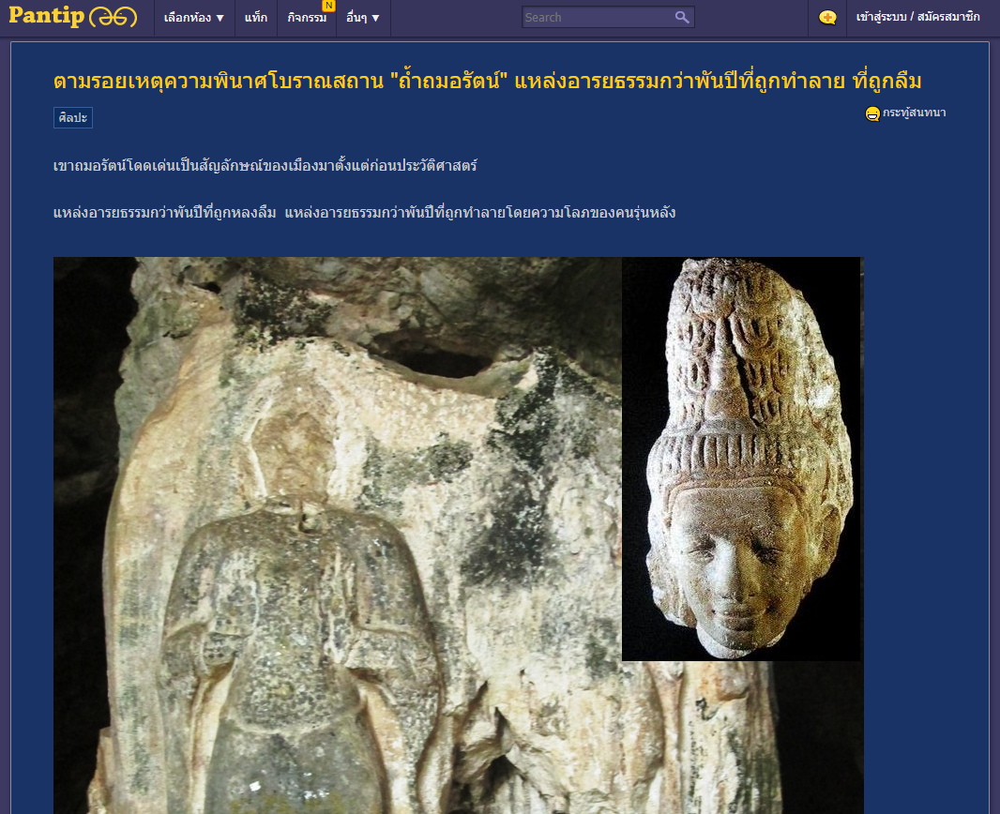 Pantip
เลือกห้อง ▼
แท็ก
กิจกรรม
N
อื่นๆ ▼
Search
เข้าสู่ระบบ / สมัครสมาชิก
ตามรอยเหตุความพินาศโบราณสถาน "ถ้ำถมอรัตน์" แหล่งอารยธรรมกว่าพันปีที่ถูกทำลาย ที่ถูกลืม
ศิลปะ
กระทู้สนทนา
เขาถมอรัตน์โดดเด่นเป็นสัญลักษณ์ของเมืองมาตั้งแต่ก่อนประวัติศาสตร์
แหล่งอารยธรรมกว่าพันปีที่ถูกหลงลืม แหล่งอารยธรรมกว่าพันปีที่ถูกทำลายโดยความโลภของคนรุ่นหลัง